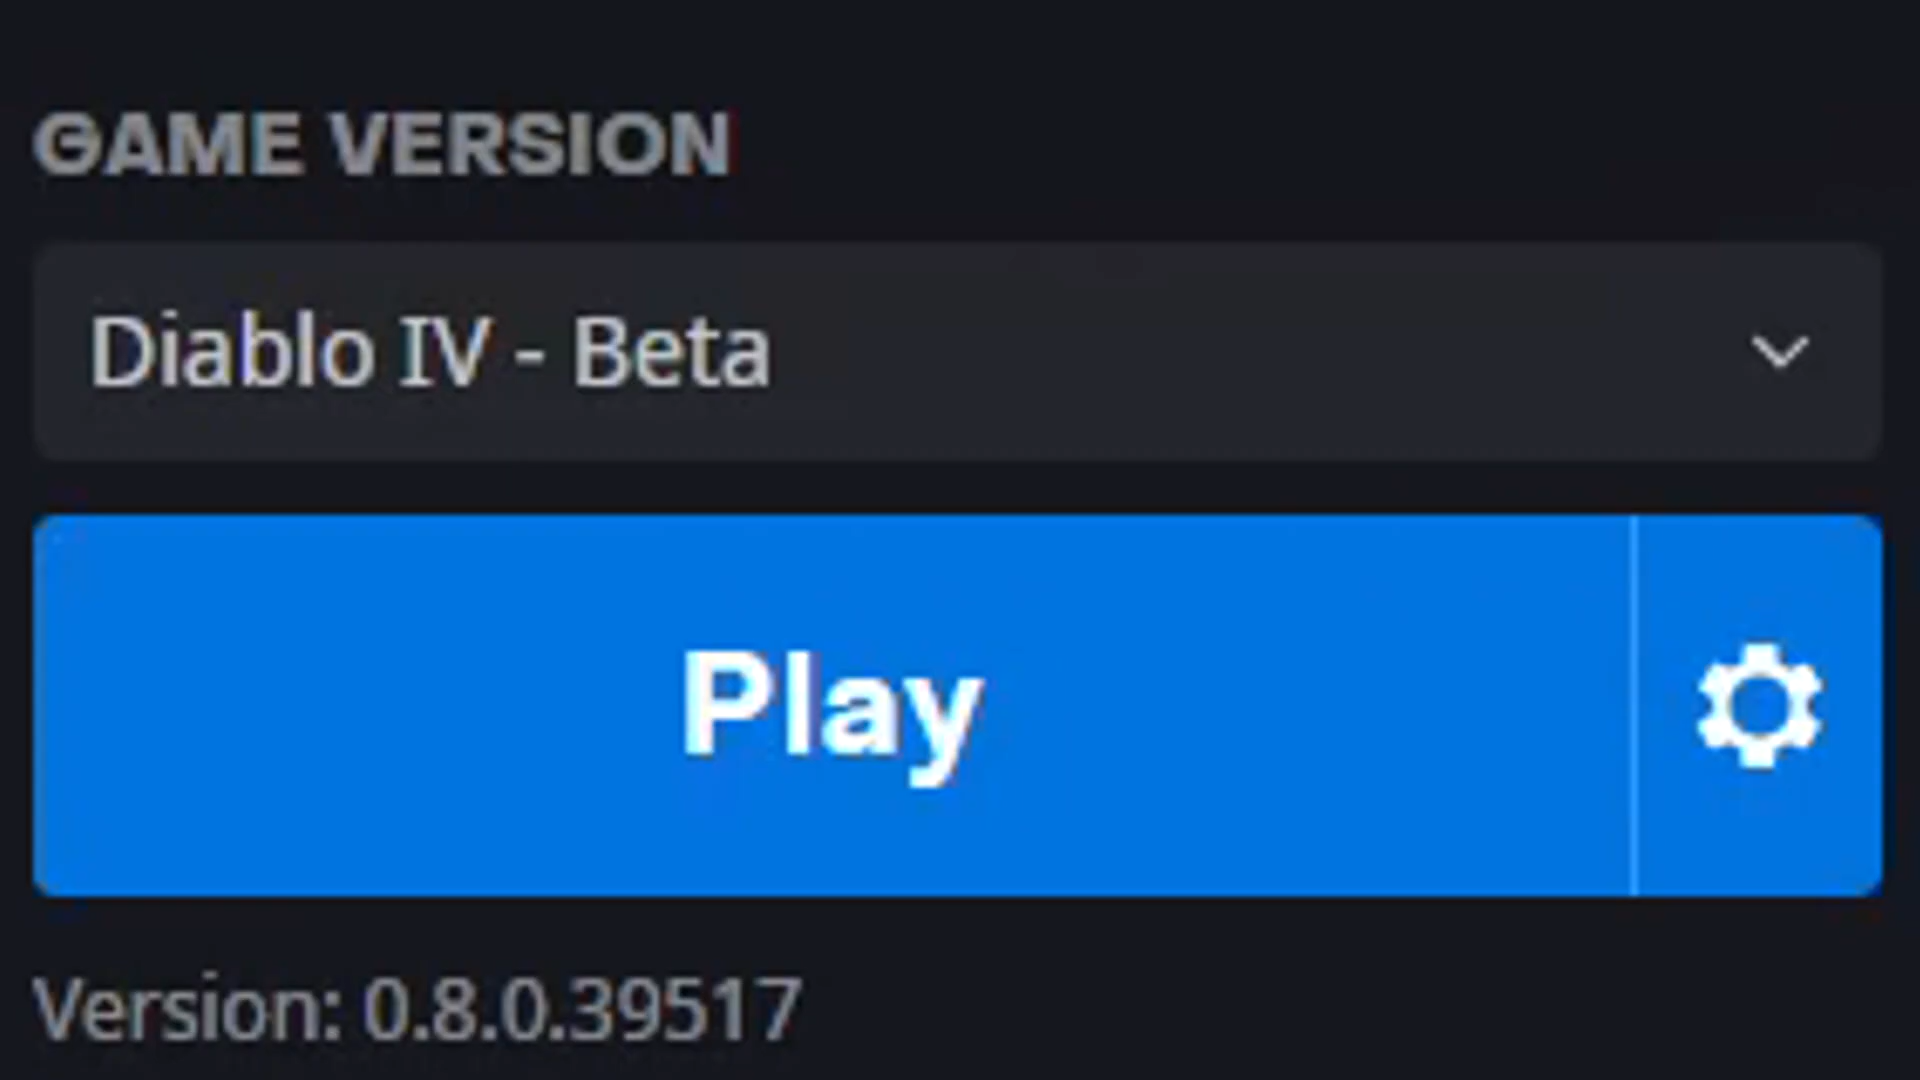 GAME VERSION
Diablo IV - Beta
Play
Version: 0.8.0.39517